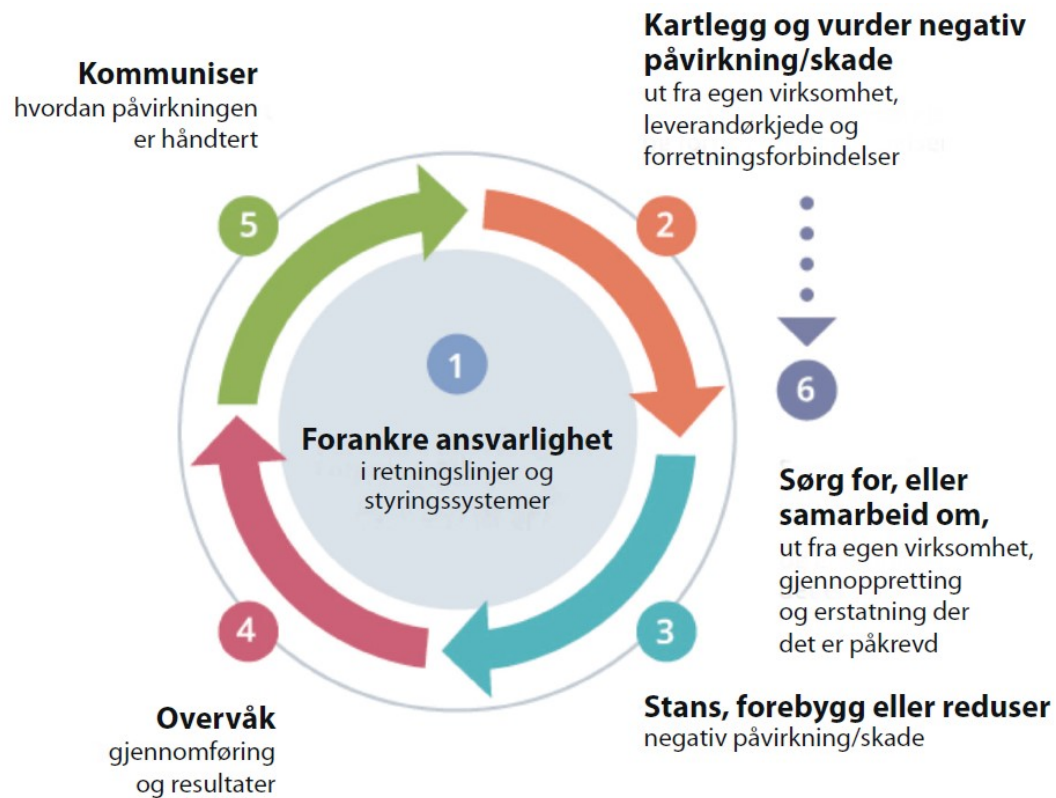 Kommuniser
hvordan påvirkningen
er håndtert
5
Kartlegg og vurder negativ
påvirkning/skade
ut fra egen virksomhet,
leverandørkjede og
forretningsforbindelser
2
1
Forankre ansvarlighet
i retningslinjer og
styringssystemer
6
Sørg for, eller
samarbeid om,
ut fra egen virksomhet,
gjennoppretting
og erstatning der
det er påkrevd
3
Stans, forebygg eller reduser
negativ påvirkning/skade
4
Overvåk
gjennomføring
og resultater